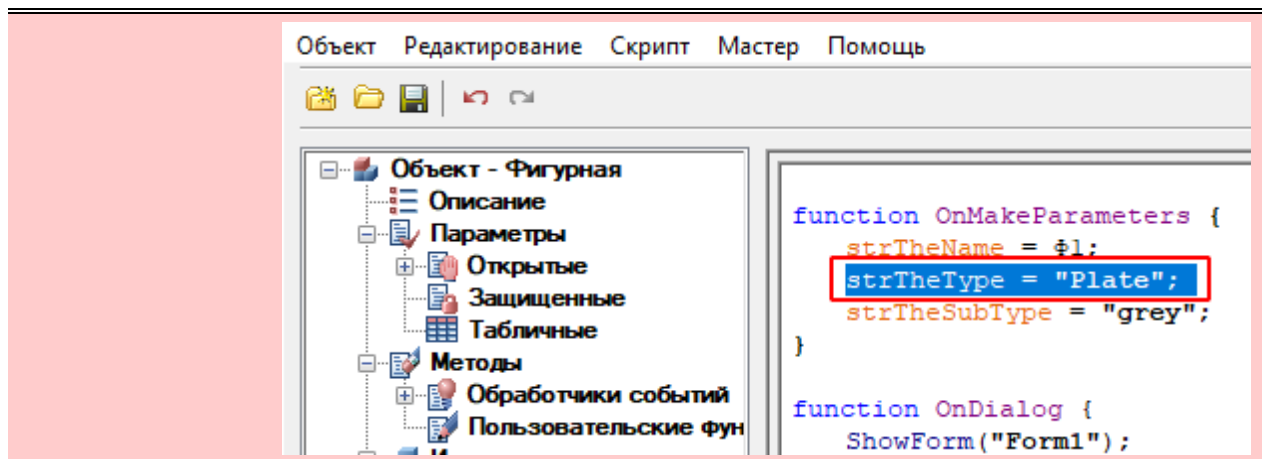 Объект Редактирование Скрипт Мастер Помощь
Объект - Фигурная
Описание
Параметры
Открытые
Защищенные
Табличные
Методы
Обработчики событий
Пользовательские фун
function OnMakeParameters {
strTheName = Ф1;
strTheType = "Plate";
strTheSubType = "grey";
}
function OnDialog {
ShowForm("Form1");